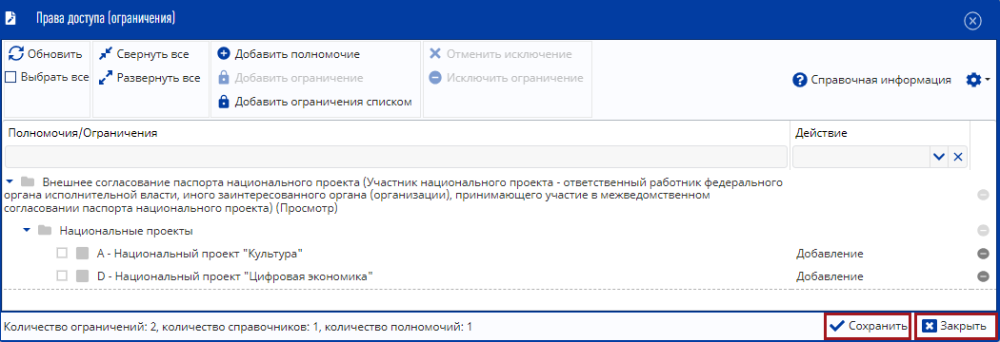 Права доступа (ограничения)
Обновить
Свернуть все
Добавить полномочие
Отменить исключение
Выбрать все
Развернуть все
Добавить ограничение
Исключить ограничение
Справочная информация
Добавить ограничения списком
Полномочия/Ограничения
Действие
Внешнее согласование паспорта национального проекта (Участник национального проекта - ответственный работник федерального
органа исполнительной власти, иного заинтересованного органа (организации), принимающего участие в межведомственном
согласовании паспорта национального проекта) (Просмотр)
Национальные проекты
A - Национальный проект "Культура"
Добавление
D - Национальный проект "Цифровая экономика"
Добавление
Количество ограничений: 2, количество справочников: 1, количество полномочий: 1
Сохранить
Закрыть